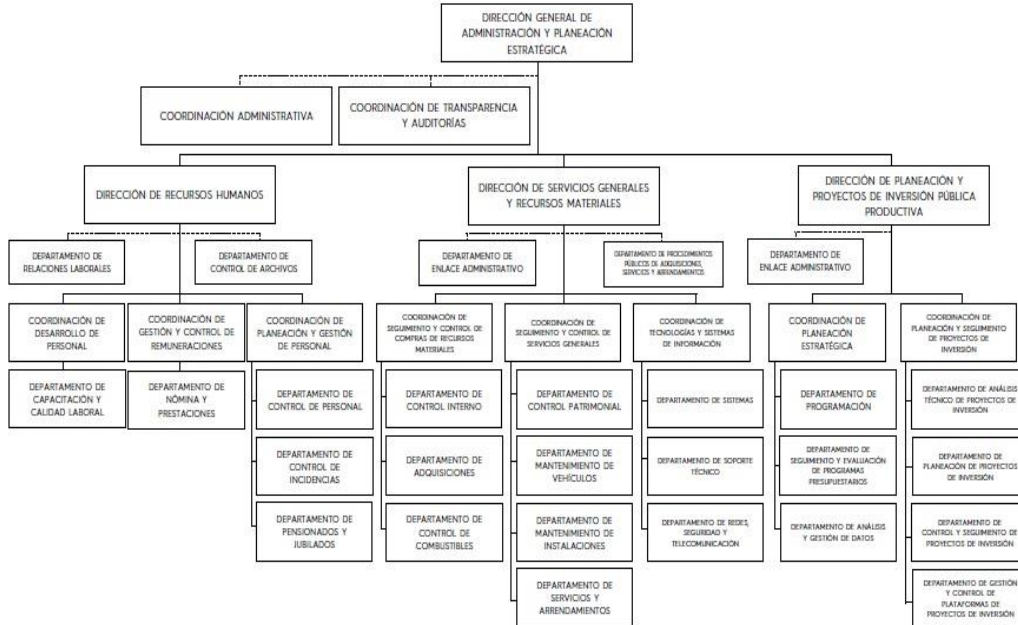 DIRECCIÓN GENERAL DE
ADMINISTRACIÓN Y PLANEACIÓN
ESTRATÉGICA
COORDINACIÓN ADMINISTRATIVA
COORDINACIÓN DE TRANSPARENCIA
Y AUDITORÍAS
DIRECCIÓN DE RECURSOS HUMANOS
DIRECCIÓN DE SERVICIOS GENERALES
Y RECURSOS MATERIALES
DIRECCIÓN DE PLANEACIÓN Y
PROYECTOS DE INVERSIÓN PÚBLICA
PRODUCTIVA
DEPARTAMENTO DE
RELACIONES LABORALES
DEPARTAMENTO DE
CONTROL DE ARCHIVOS
DEPARTAMENTO DE
ENLACE ADMINISTRATIVO
DEPARTAMENTO DE PROCEDIMIENTOS
PÚBLICOS DE ADQUISICIONES,
SERVICIOS Y ARRENDAMIENTOS
DEPARTAMENTO DE
ENLACE ADMINISTRATIVO
COORDINACIÓN DE
DESARROLLO DE
PERSONAL
COORDINACIÓN DE
GESTIÓN Y CONTROL DE
REMUNERACIONES
COORDINACIÓN DE
PLANEACIÓN Y GESTIÓN
DE PERSONAL
COORDINACIÓN DE
SEGUIMIENTO Y CONTROL DE
COMPRAS DE RECURSOS
MATERIALES
COORDINACIÓN DE
SEGUIMIENTO Y CONTROL DE
SERVICIOS GENERALES
COORDINACIÓN DE
TECNOLOGÍAS Y SISTEMAS
DE INFORMACIÓN
COORDINACIÓN DE
PLANEACIÓN
ESTRATÉGICA
COORDINACIÓN DE
PLANEACIÓN Y SEGUIMIENTO
DE PROYECTOS DE
INVERSIÓN
DEPARTAMENTO DE
CAPACITACIÓN Y
CALIDAD LABORAL
DEPARTAMENTO DE
NÓMINA Y
PRESTACIONES
DEPARTAMENTO DE
CONTROL DE PERSONAL
DEPARTAMENTO DE
CONTROL INTERNO
DEPARTAMENTO DE
CONTROL PATRIMONIAL
DEPARTAMENTO DE SISTEMAS
DEPARTAMENTO DE
PROGRAMACIÓN
DEPARTAMENTO DE ANÁLISIS
TÉCNICO DE PROYECTOS DE
INVERSIÓN
DEPARTAMENTO DE
CONTROL DE
INCIDENCIAS
DEPARTAMENTO DE
ADQUISICIONES
DEPARTAMENTO DE
MANTENIMIENTO DE
VEHÍCULOS
DEPARTAMENTO DE SOPORTE
TÉCNICO
DEPARTAMENTO DE
SEGUIMIENTO Y EVALUACIÓN
DE PROGRAMAS
PRESUPUESTARIOS
DEPARTAMENTO DE
PLANEACIÓN DE PROYECTOS
DE INVERSIÓN
DEPARTAMENTO DE
PENSIONADOS Y
JUBILADOS
DEPARTAMENTO DE
CONTROL DE
COMBUSTIBLES
DEPARTAMENTO DE
MANTENIMIENTO DE
INSTALACIONES
DEPARTAMENTO DE REDES,
SEGURIDAD Y
TELECOMUNICACIÓN
DEPARTAMENTO DE ANÁLISIS
Y GESTIÓN DE DATOS
DEPARTAMENTO DE
CONTROL Y SEGUIMIENTO DE
PROYECTOS DE INVERSIÓN
DEPARTAMENTO DE
SERVICIOS Y
ARRENDAMIENTOS
DEPARTAMENTO DE GESTIÓN
Y CONTROL DE
PLATAFORMAS DE
PROYECTOS DE INVERSIÓN